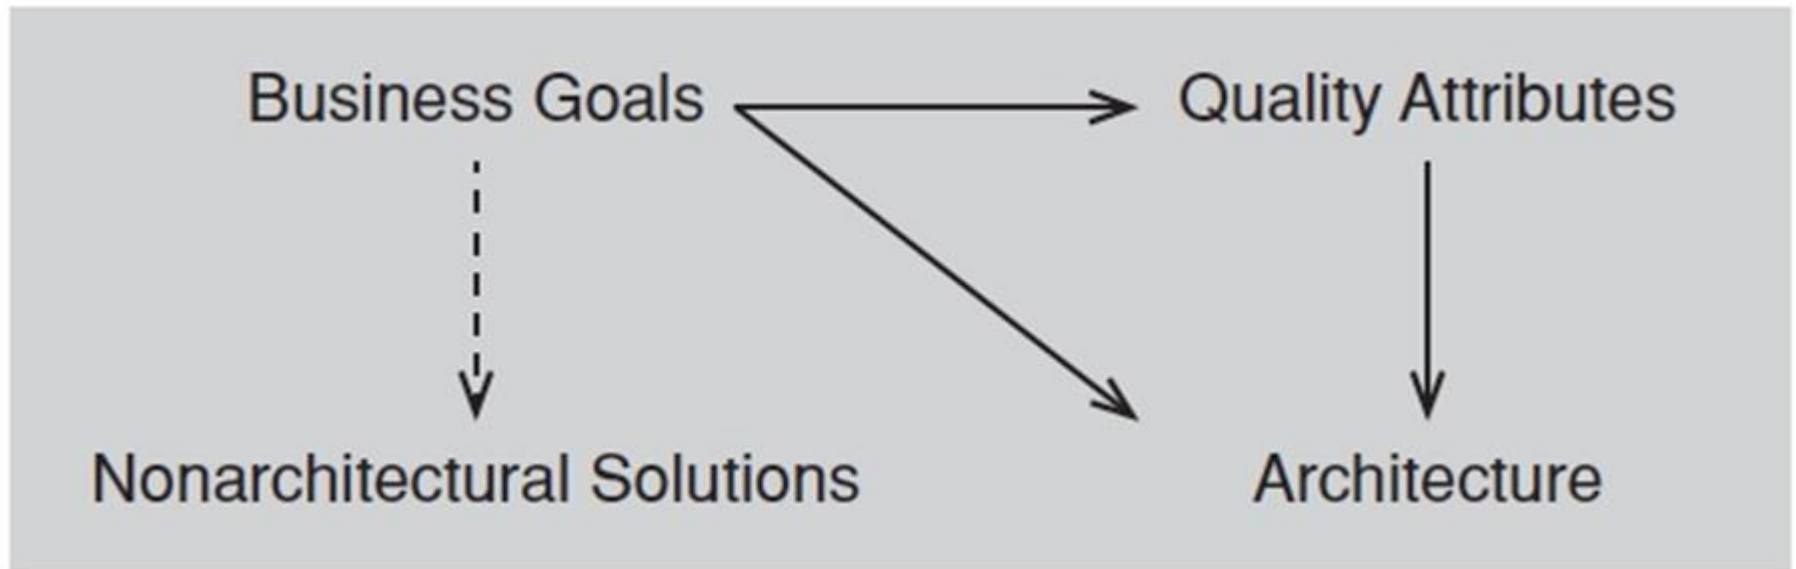 Business Goals
Quality Attributes
Nonarchitectural Solutions
Architecture